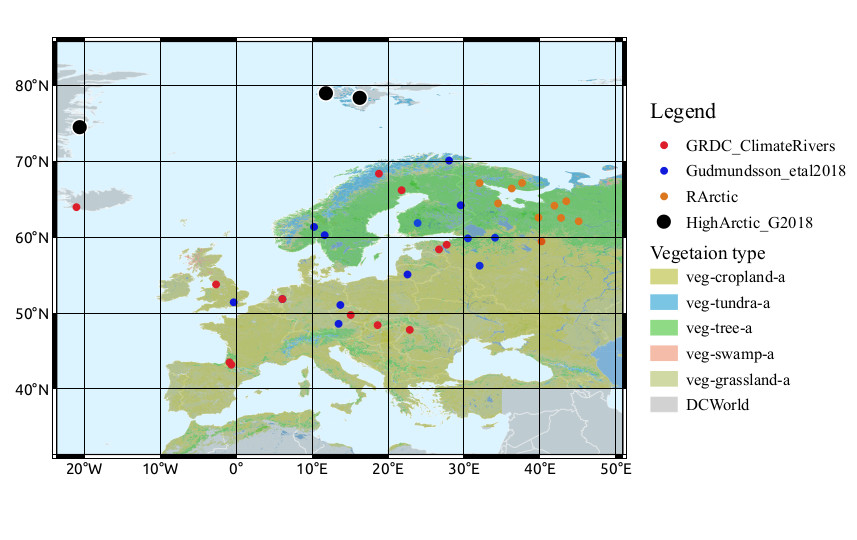 80°N
70°N
60°N
50°N
40°N
20°W
10°W
0°
10°E
20°E
30°E
40°E
50°E
Legend
GRDC_ClimateRivers
Gudmundsson_etal2018
RArctic
HighArctic_G2018
Vegetaion type
veg-cropland-a
veg-tundra-a
veg-tree-a
veg-swamp-a
veg-grassland-a
DCWorld